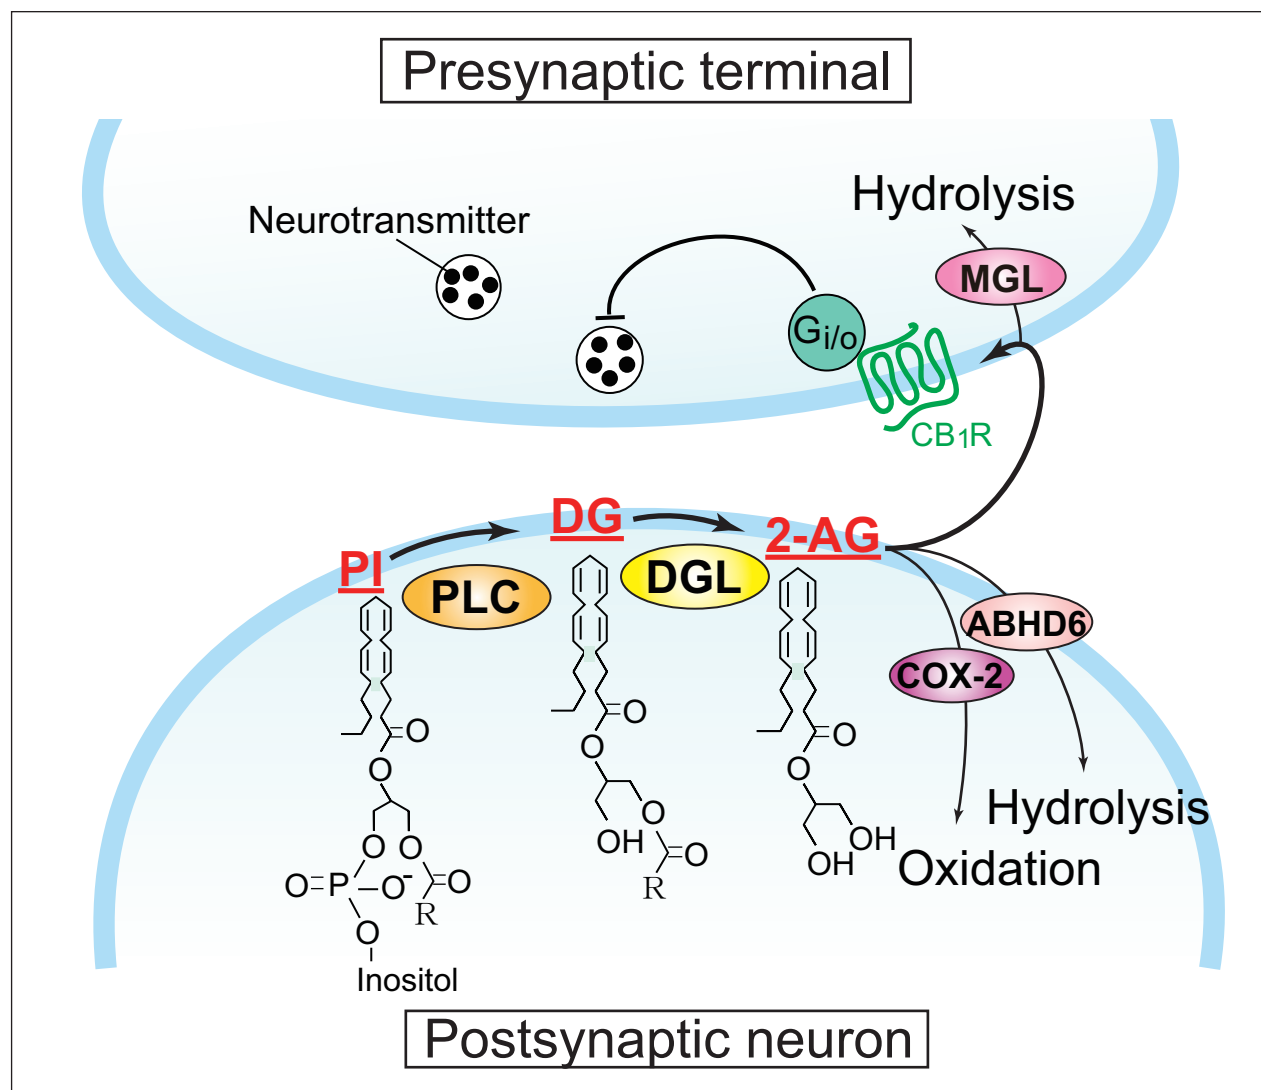 Presynaptic terminal
Hydrolysis
Neurotransmitter
MGL
Gi/o
CB1R
DG
2-AG
PI
DGL
PLC
ABHD6
COX-2
O
O
O
O
O
O
Hydrolysis
O
O
OH
O
OH
O
O
OH
Oxidation
O=P
O-
O
R
R
O
Inositol
Postsynaptic neuron